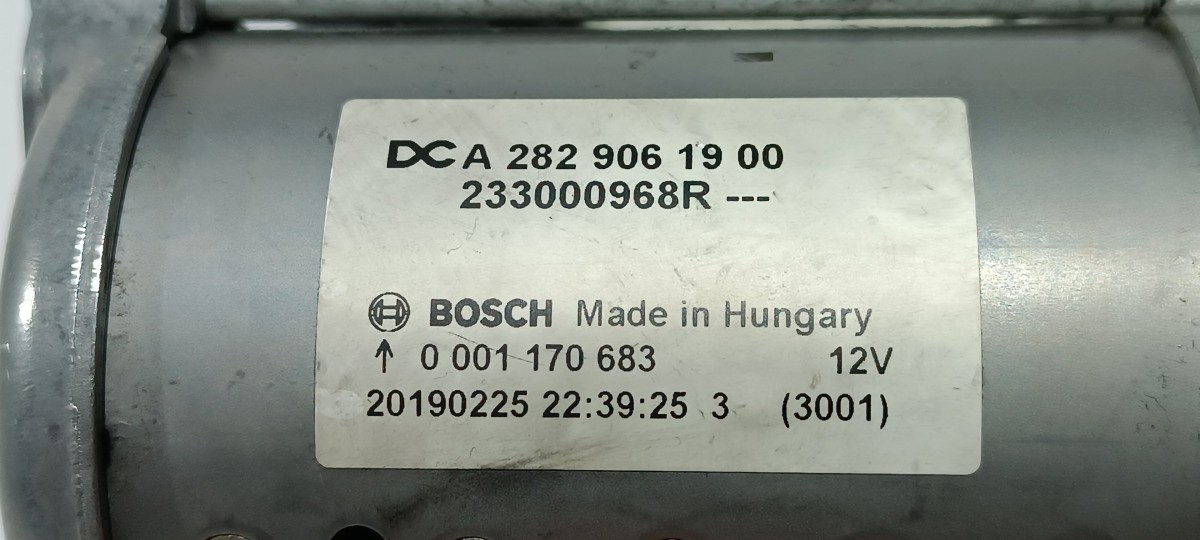 DC A 282 906 19 00
233000968R ---
BOSCH Made in Hungary
↑ 0 001 170 683 12V
20190225 22:39:25 3 (3001)